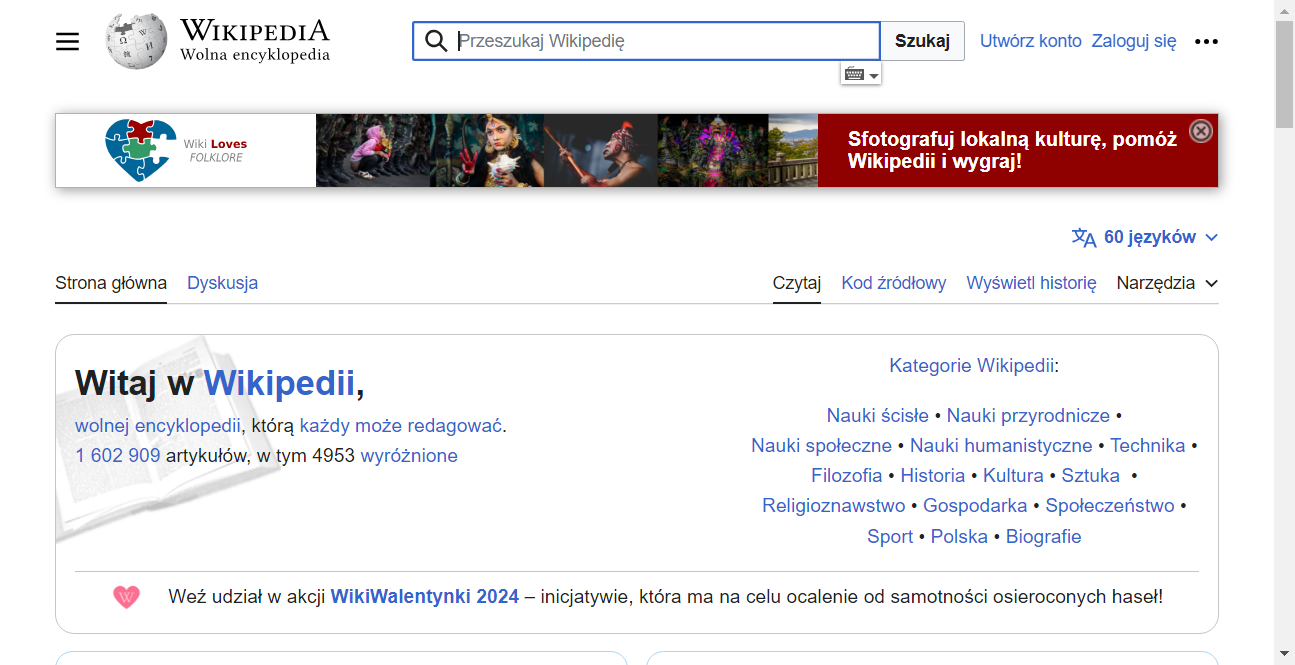 WIKIPEDIA
Wolna encyklopedia
Przeszukaj Wikipedię
Szukaj
Utwórz konto Zaloguj się
Wiki Loves
FOLKLORE
Sfotografuj lokalną kulturę, pomóż
Wikipedii i wygraj!
60 języków
Strona główna Dyskusja
Czytaj Kod źródłowy Wyświetl historię Narzędzia
Witaj w Wikipedii,
wolnej encyklopedii, którą każdy może redagować.
1 602 909 artykułów, w tym 4953 wyróżnione
Kategorie Wikipedii:
Nauki ścisłe • Nauki przyrodnicze •
Nauki społeczne • Nauki humanistyczne • Technika •
Filozofia • Historia • Kultura • Sztuka •
Religioznawstwo • Gospodarka • Społeczeństwo •
Sport • Polska • Biografie
Weź udział w akcji WikiWalentynki 2024 – inicjatywie, która ma na celu ocalenie od samotności osieroconych haseł!